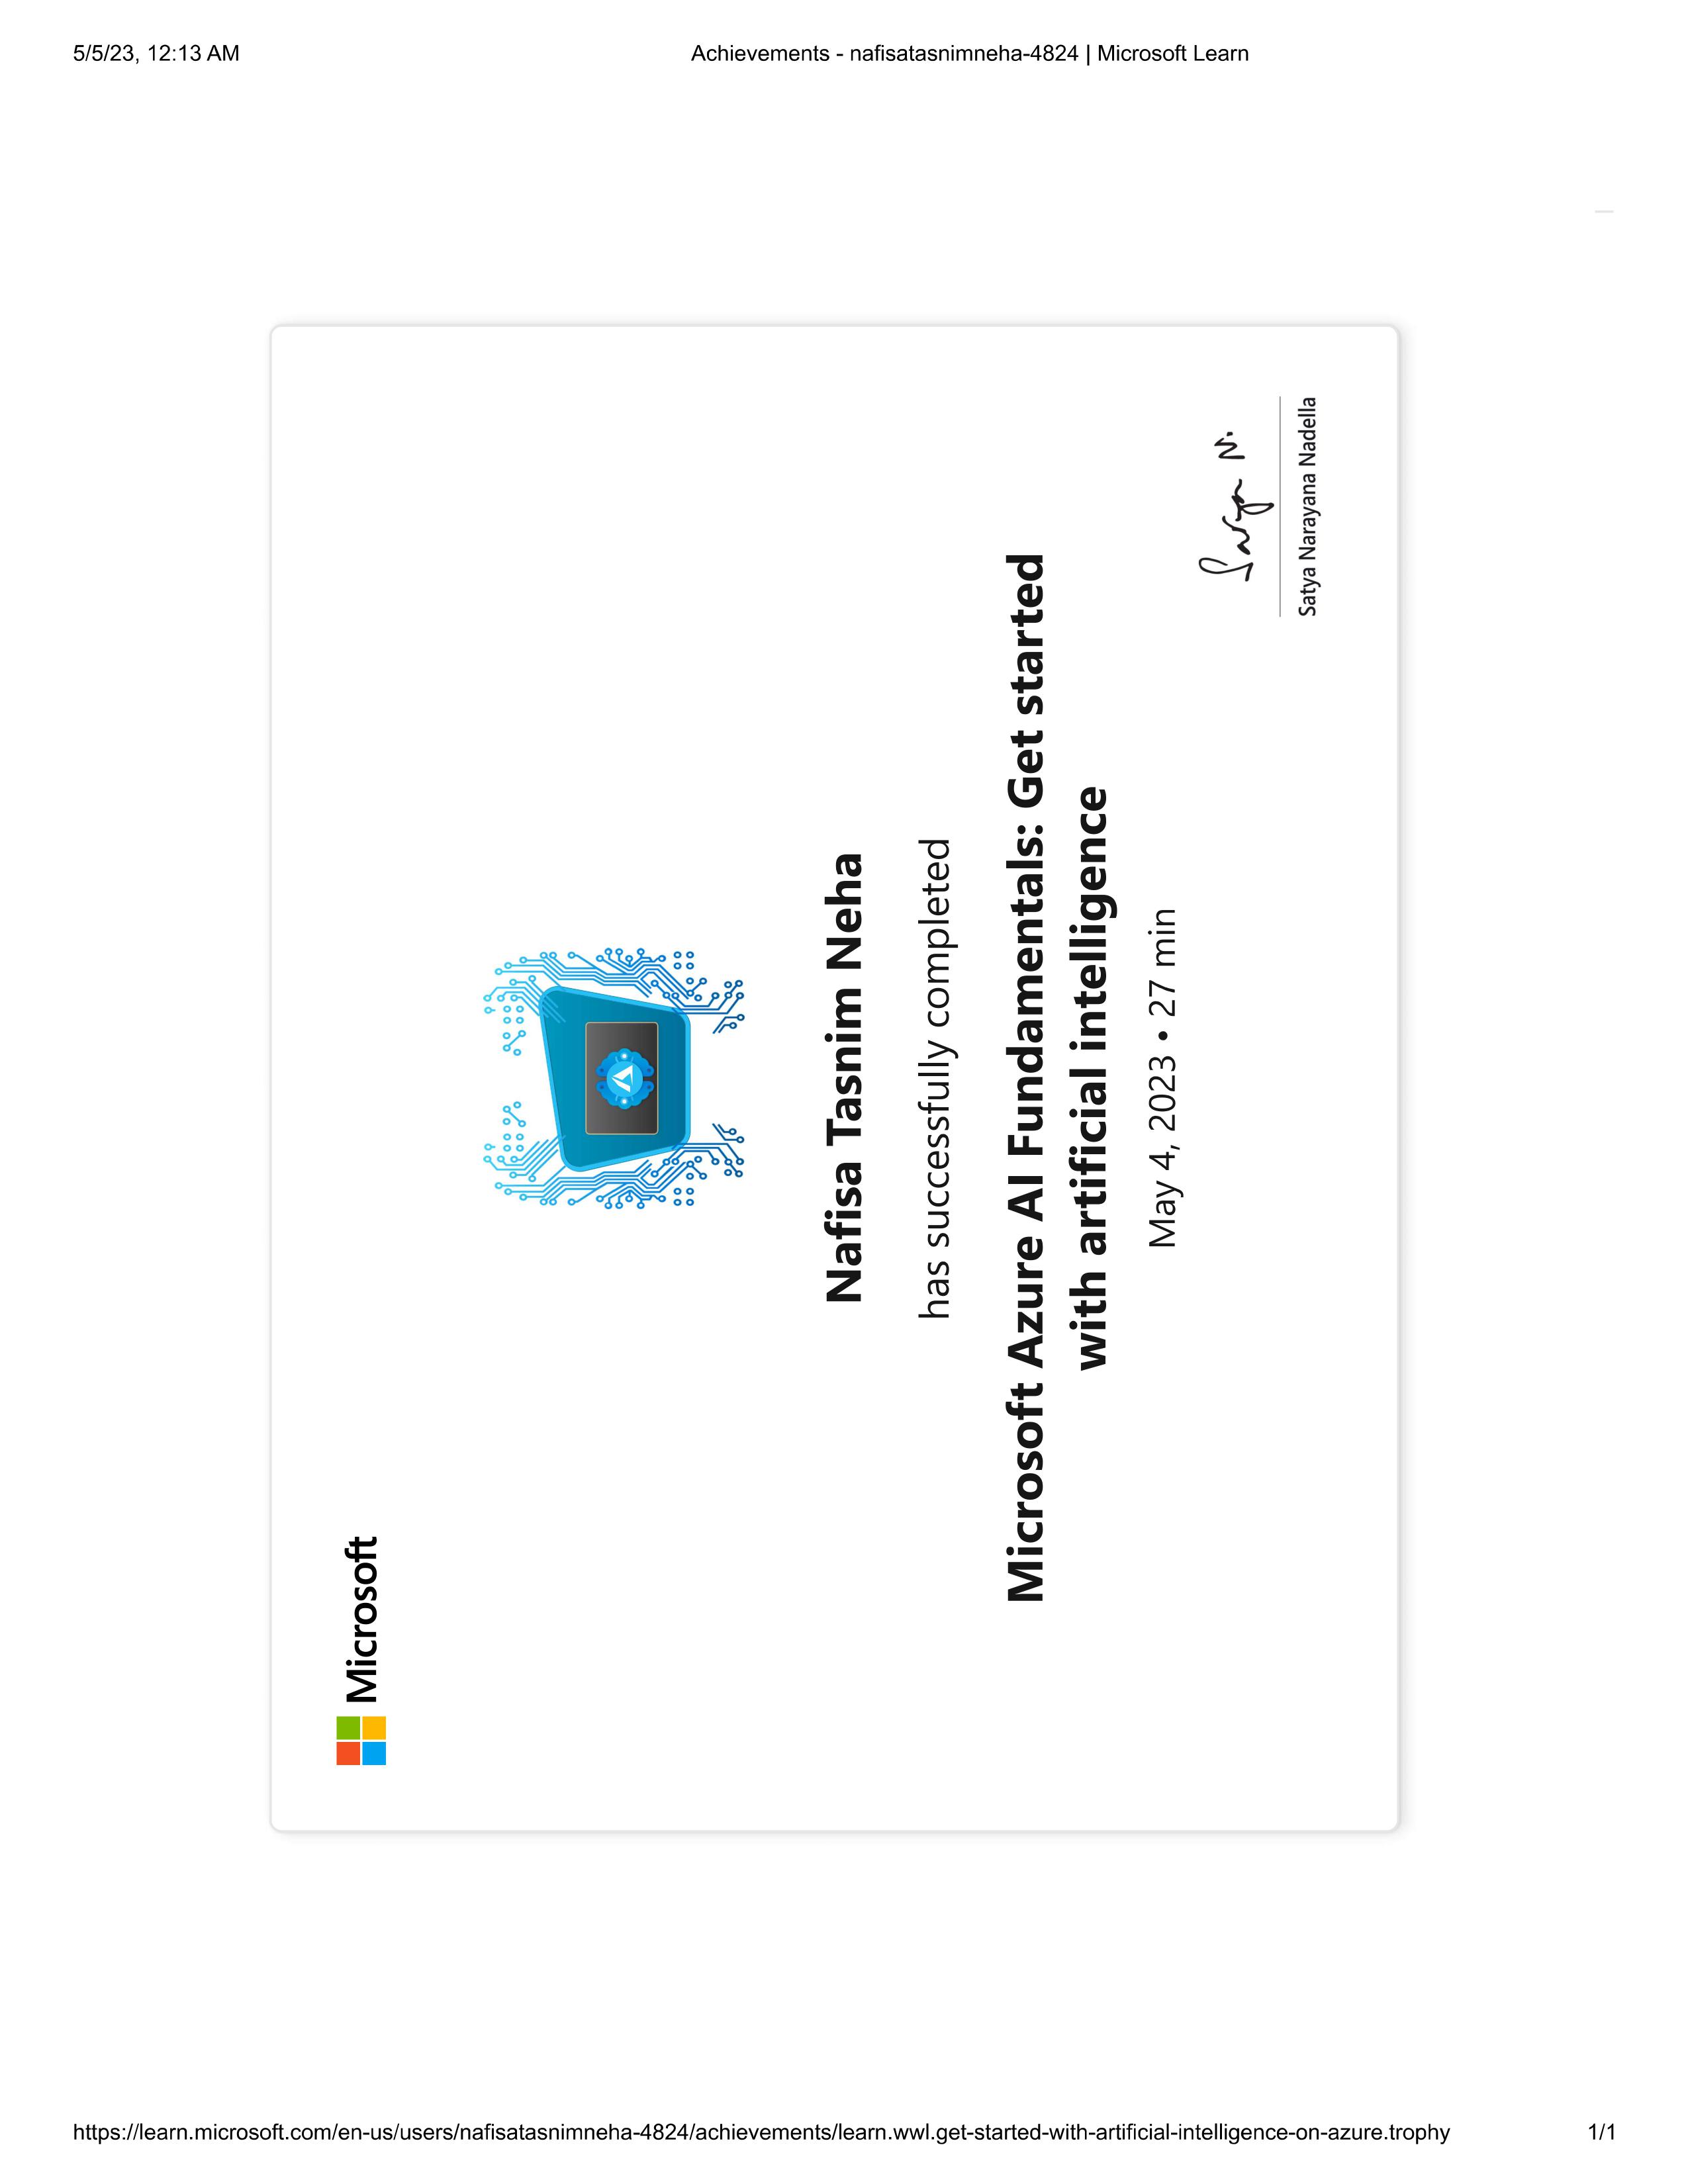 5/5/23, 12:13 AM
Achievements - nafisatasnimneha-4824 | Microsoft Learn
Microsoft
Nafisa Tasnim Neha
has successfully completed
Microsoft Azure AI Fundamentals: Get started
with artificial intelligence
May 4, 2023 • 27 min
Satya N.
Satya Narayana Nadella
https://learn.microsoft.com/en-us/users/nafisatasnimneha-4824/achievements/learn.wwl.get-started-with-artificial-intelligence-on-azure.trophy
1/1